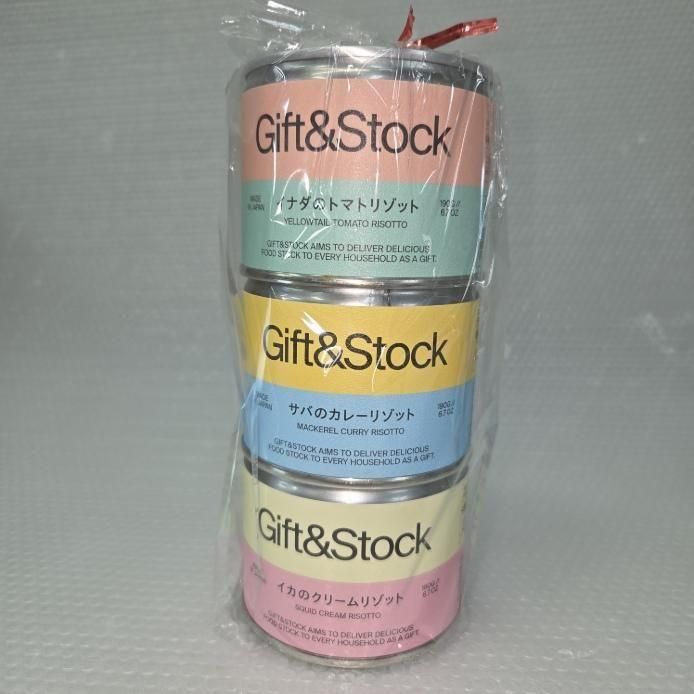 Gift&Stock
MADE
IN JAPAN
イナダのトマトリゾット
190G //
6.7 OZ
YELLOWTAIL TOMATO RISOTTO
GIFT&STOCK AIMS TO DELIVER DELICIOUS
FOOD STOCK TO EVERY HOUSEHOLD AS A GIFT.
Gift&Stock
MADE
IN JAPAN
サバのカレーリゾット
190G //
6.7 OZ
MACKEREL CURRY RISOTTO
GIFT&STOCK AIMS TO DELIVER DELICIOUS
FOOD STOCK TO EVERY HOUSEHOLD AS A GIFT.
Gift&Stock
イカのクリームリゾット
190G //
6.7 OZ
SQUID CREAM RISOTTO
GIFT&STOCK AIMS TO DELIVER DELICIOUS
FOOD STOCK TO EVERY HOUSEHOLD AS A GIFT.